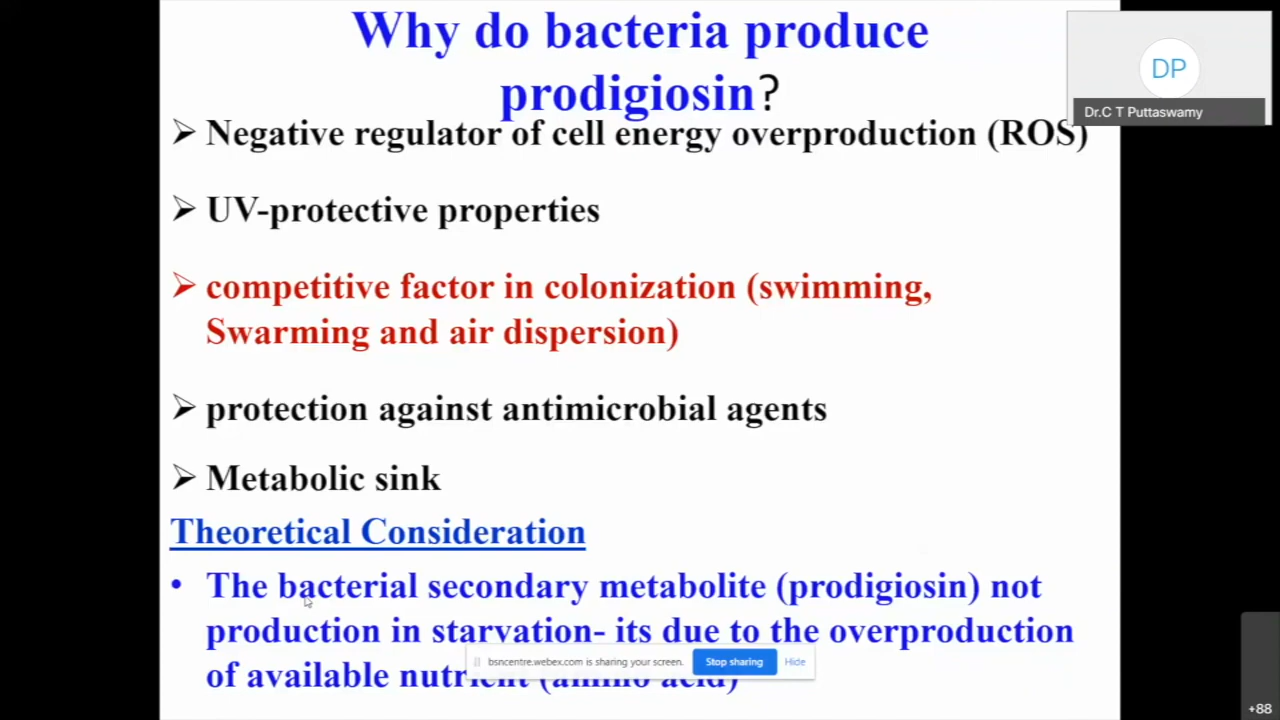 Why do bacteria produce
prodigiosin?
DP
Dr.C T Puttaswamy
➢ Negative regulator of cell energy overproduction (ROS)
➢ UV-protective properties
➢ competitive factor in colonization (swimming,
Swarming and air dispersion)
➢ protection against antimicrobial agents
➢ Metabolic sink
Theoretical Consideration
• The bacterial secondary metabolite (prodigiosin) not
production in starvation- its due to the overproduction
of available nutrient (amino acid)
bsncentre.webex.com is sharing your screen.
Stop sharing
Hide
+88